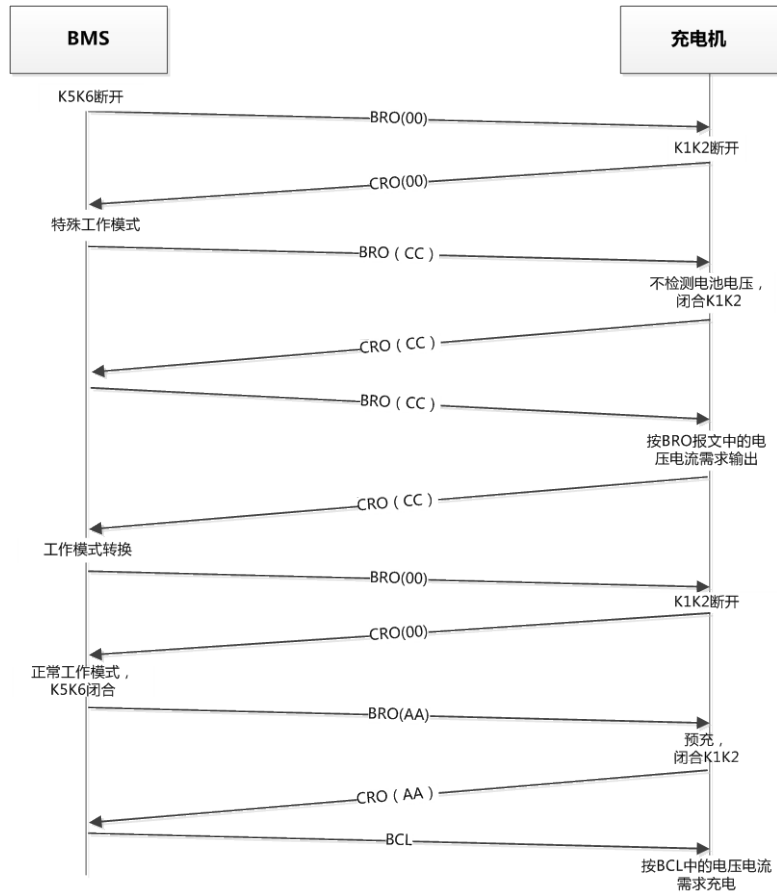 BMS
充电机
K5K6断开
BRO(00)
K1K2断开
CRO(00)
特殊工作模式
BRO（CC）
不检测电池电压，
闭合K1K2
CRO（CC）
BRO（CC）
按BRO报文中的电
压电流需求输出
CRO（CC）
工作模式转换
BRO(00)
K1K2断开
CRO(00)
正常工作模式，
K5K6闭合
BRO(AA)
预充，
闭合K1K2
CRO（AA）
BCL
按BCL中的电压电流
需求充电